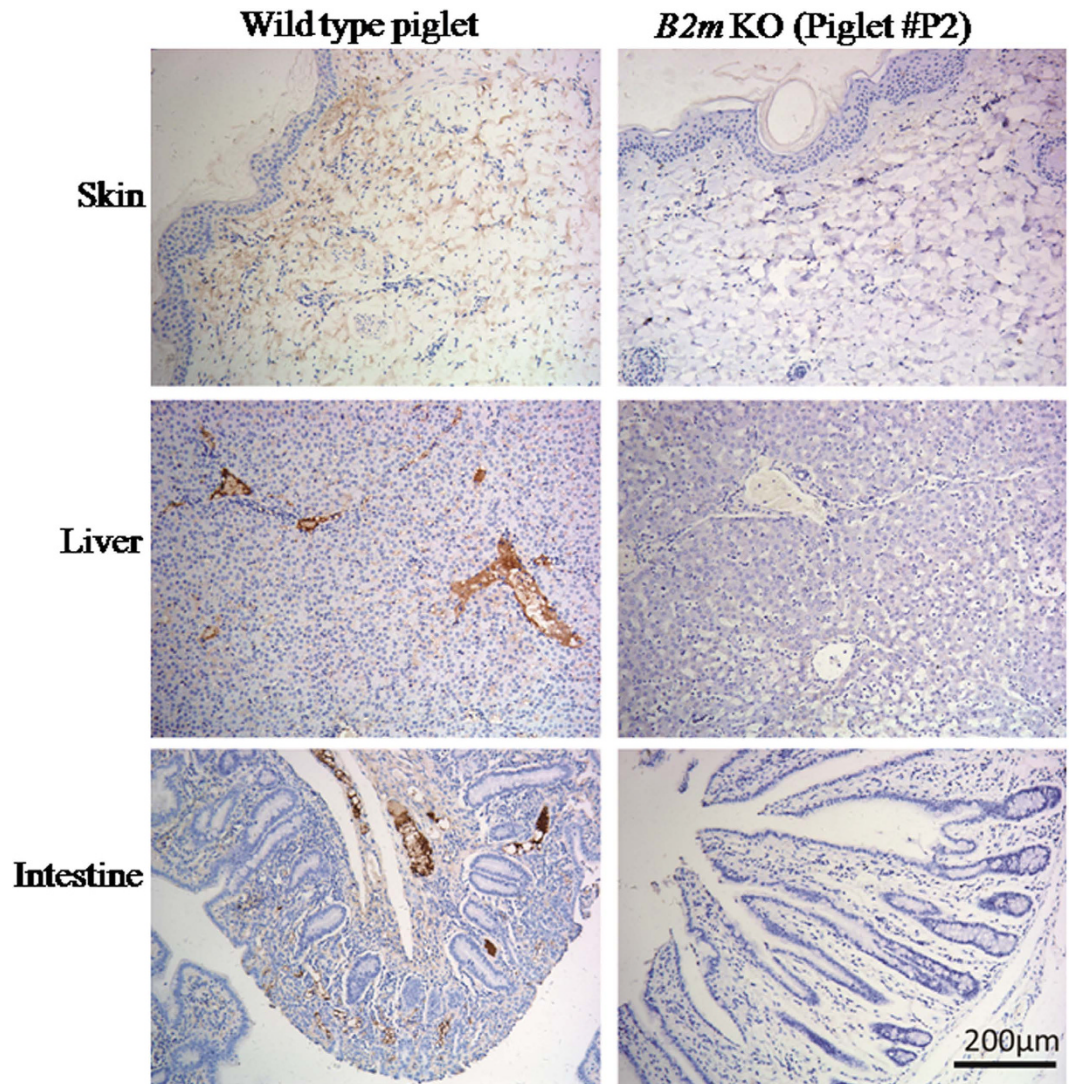 Wild type piglet
B2m KO (Piglet #P2)
Skin
Liver
Intestine
200μm